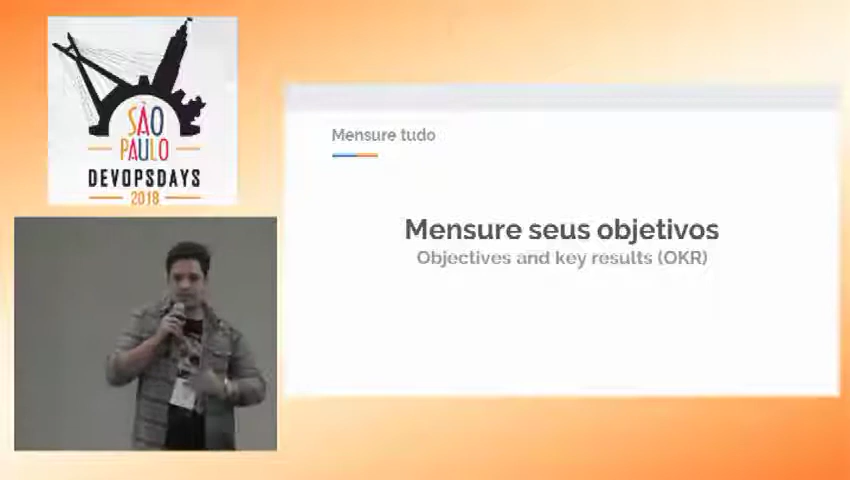 SÃO
PAULO
DEVOPSDAYS
2018
Mensure tudo
Mensure seus objetivos
Objectives and key results (OKR)